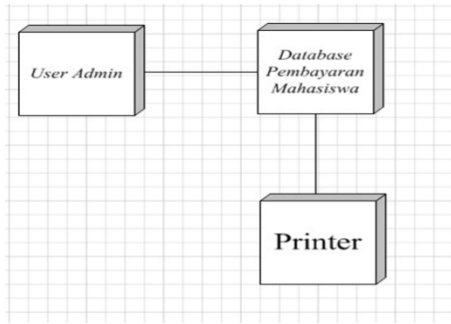 User Admin
Database
Pembayaran
Mahasiswa
Printer